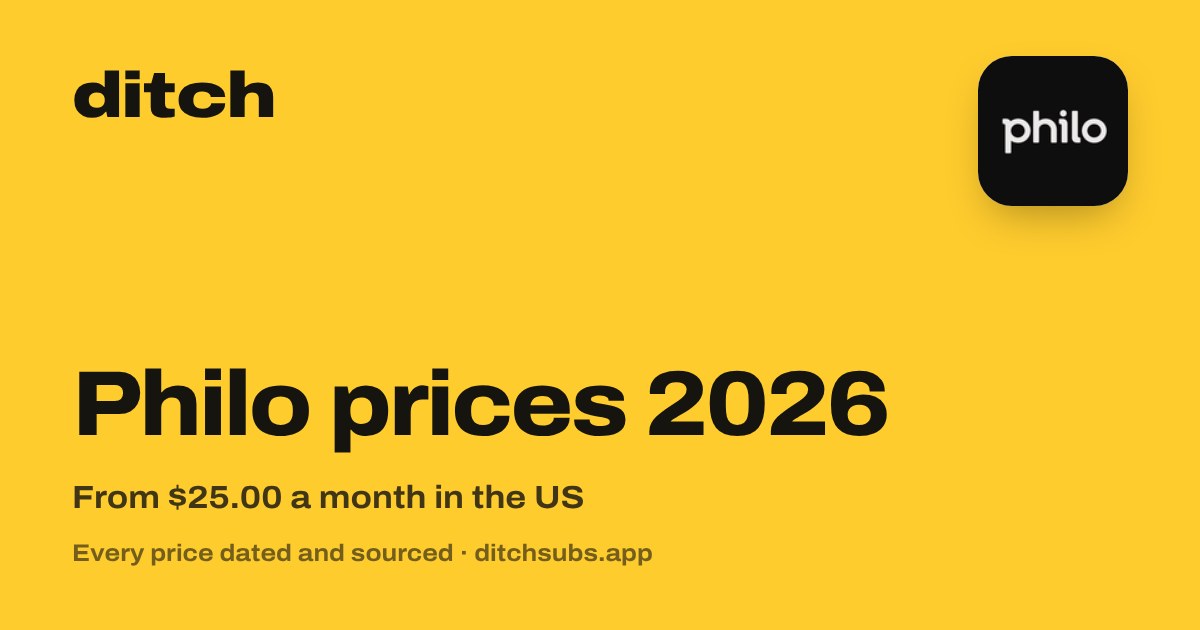 ditch
philo
Philo prices 2026
From $25.00 a month in the US
Every price dated and sourced · ditchsubs.app